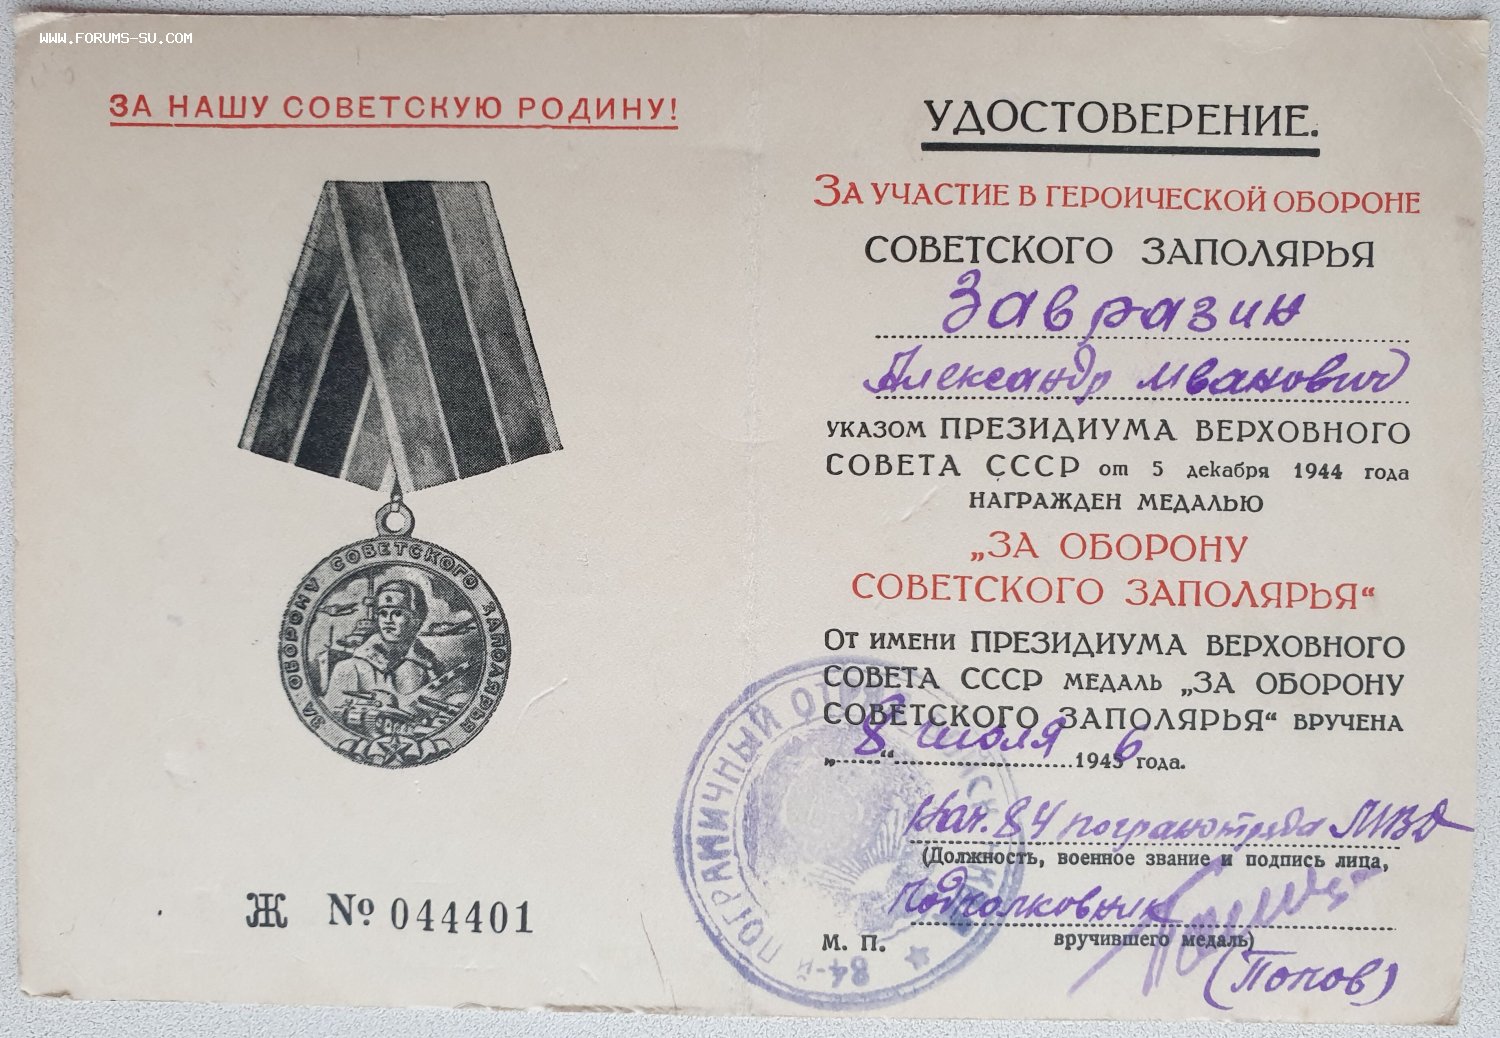 WWW.FORUMS-SU.COM
ЗА НАШУ СОВЕТСКУЮ РОДИНУ!
ЗА ОБОРОНУ СОВЕТСКОГО ЗАПОЛЯРЬЯ
Ж № 044401
УДОСТОВЕРЕНИЕ.
ЗА УЧАСТИЕ В ГЕРОИЧЕСКОЙ ОБОРОНЕ
СОВЕТСКОГО ЗАПОЛЯРЬЯ
Завразин
Александр Иванович
УКАЗОМ ПРЕЗИДИУМА ВЕРХОВНОГО
СОВЕТА СССР от 5 декабря 1944 года
НАГРАЖДЕН МЕДАЛЬЮ
„ЗА ОБОРОНУ
СОВЕТСКОГО ЗАПОЛЯРЬЯ“
ОТ ИМЕНИ ПРЕЗИДИУМА ВЕРХОВНОГО
СОВЕТА СССР МЕДАЛЬ „ЗА ОБОРОНУ
СОВЕТСКОГО ЗАПОЛЯРЬЯ“ ВРУЧЕНА
„8“ июля 1946 года.
Нач. 84 погранотряда МВД
(Должность, военное звание и подпись лица,
Подполковник
М. П. вручившего медаль)
(Попов)
84-й ПОГРАНИЧНЫЙ